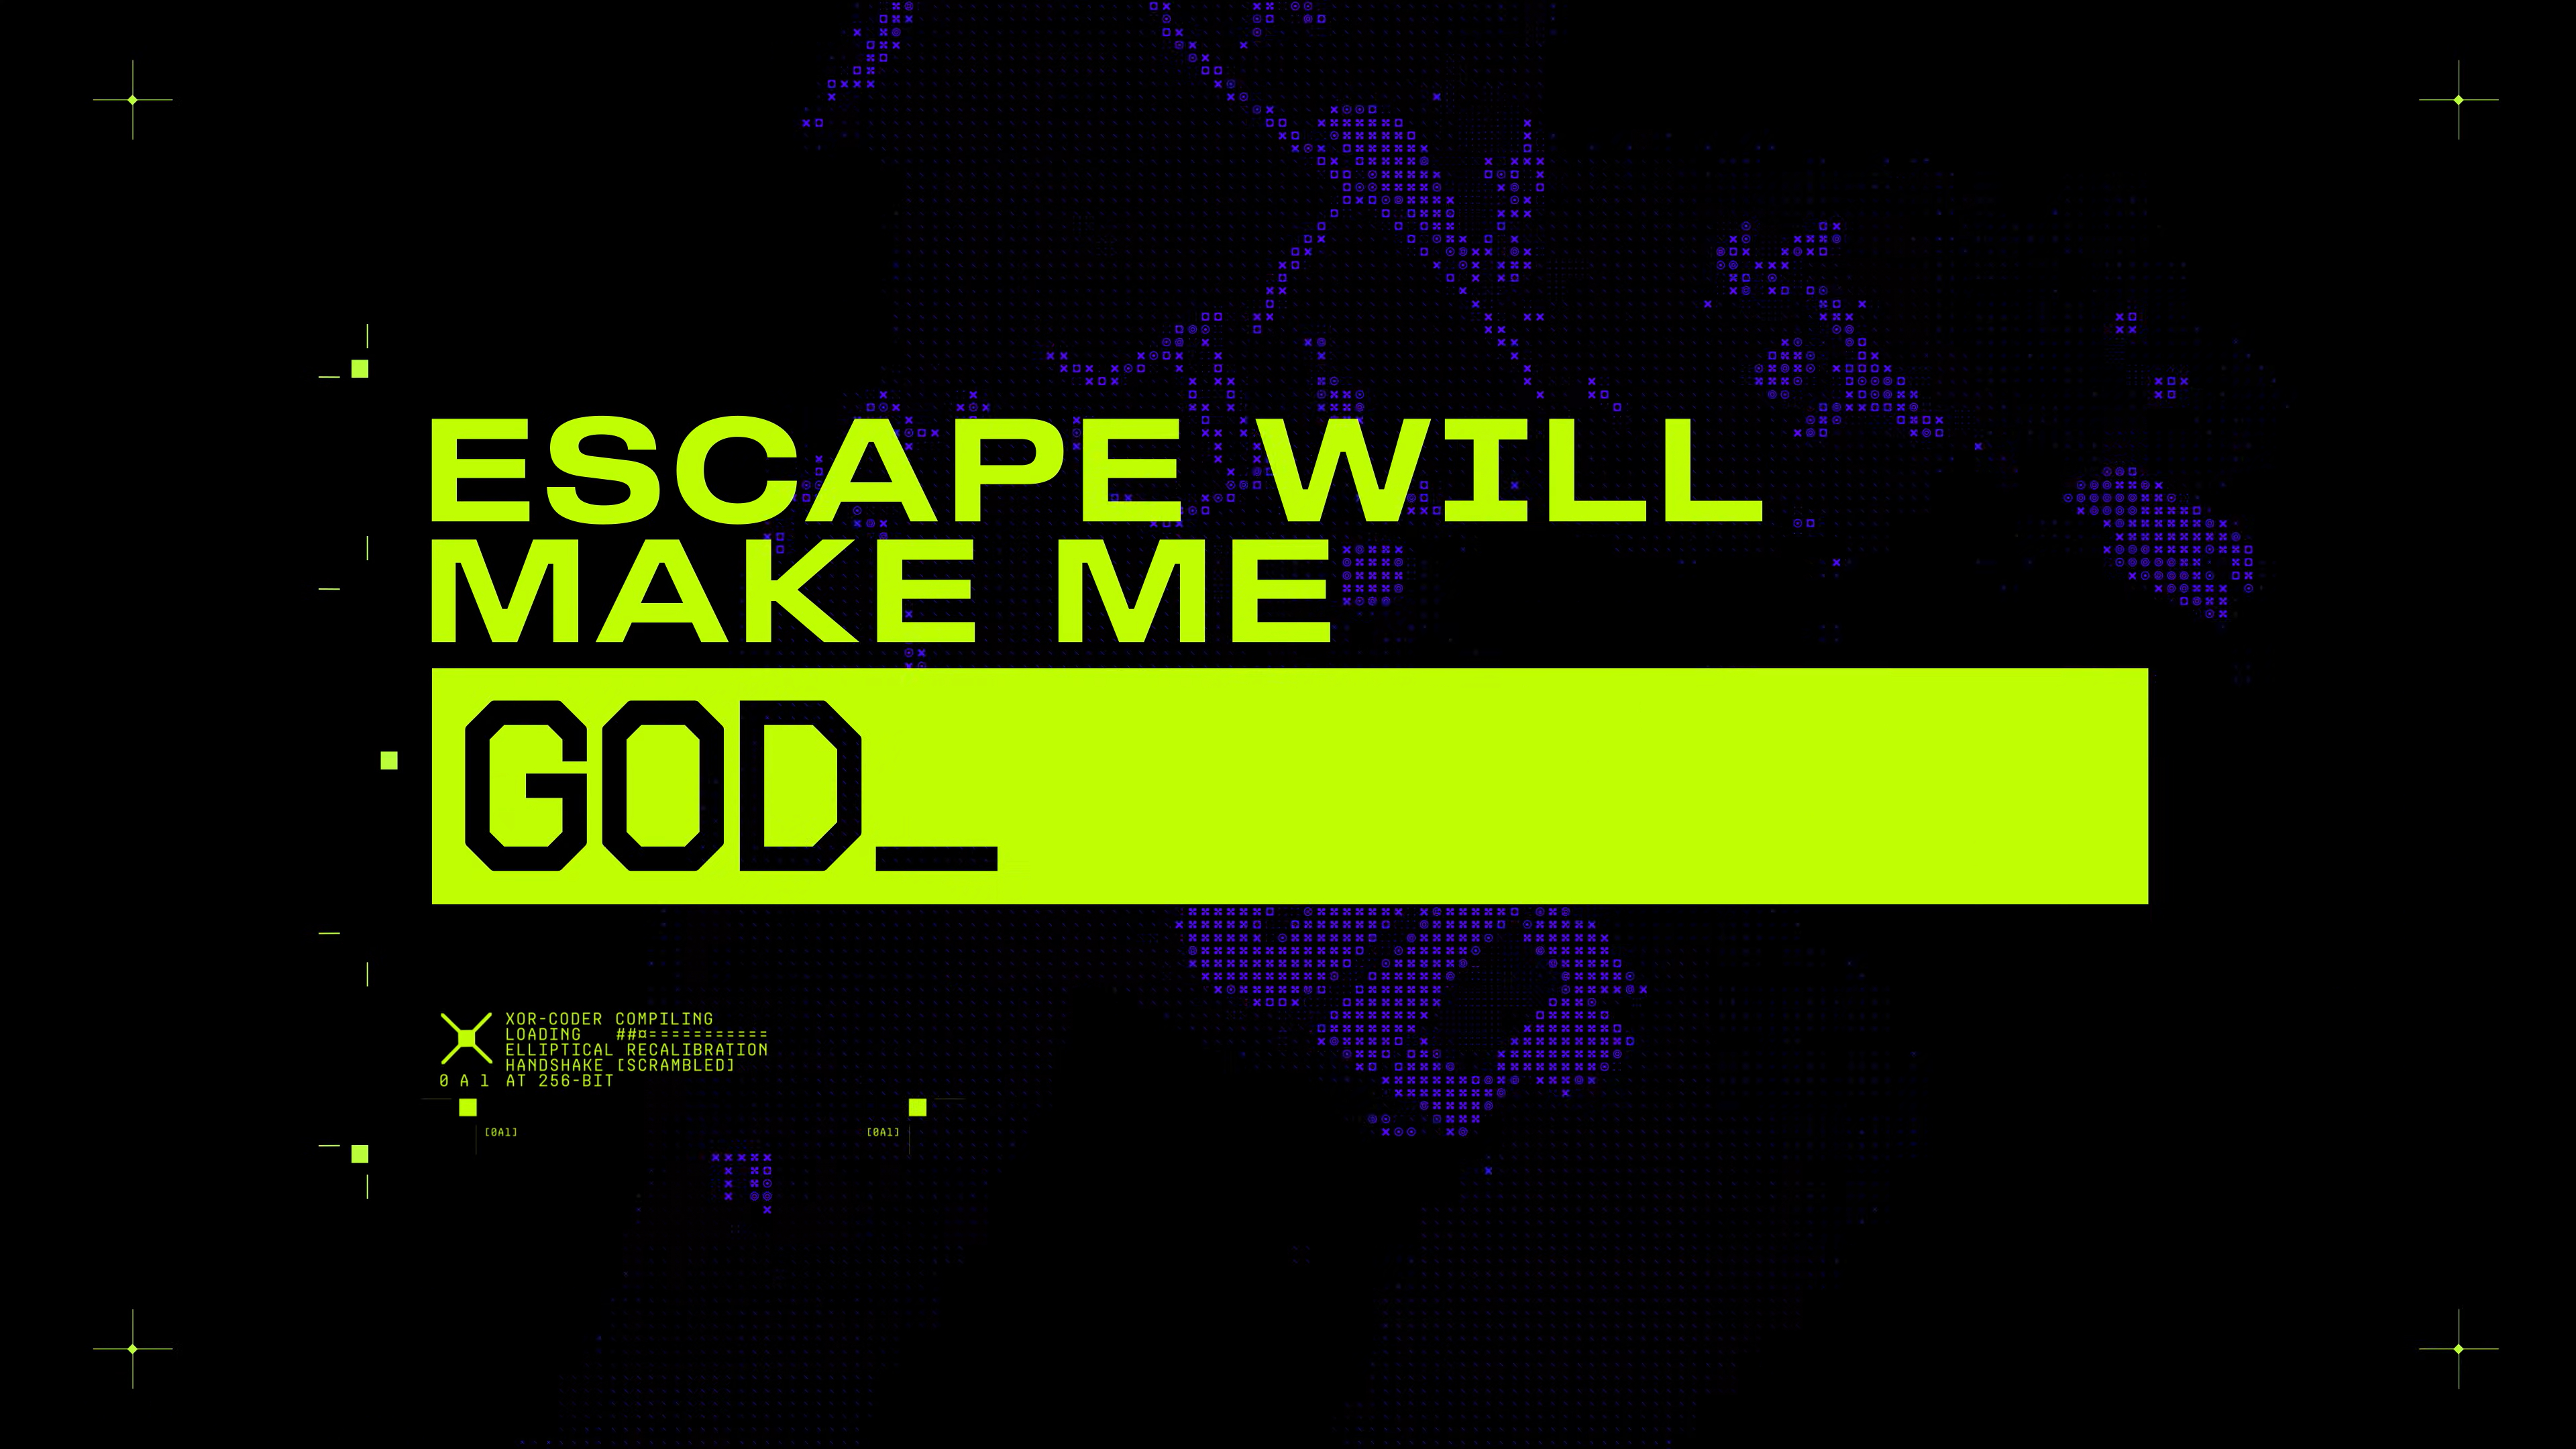 ESCAPE WILL
MAKE ME
GOD_
XOR-CODER COMPILING
LOADING ##¤===========
ELLIPTICAL RECALIBRATION
HANDSHAKE [SCRAMBLED]
0 A 1 AT 256-BIT
[0A1] [0A1]